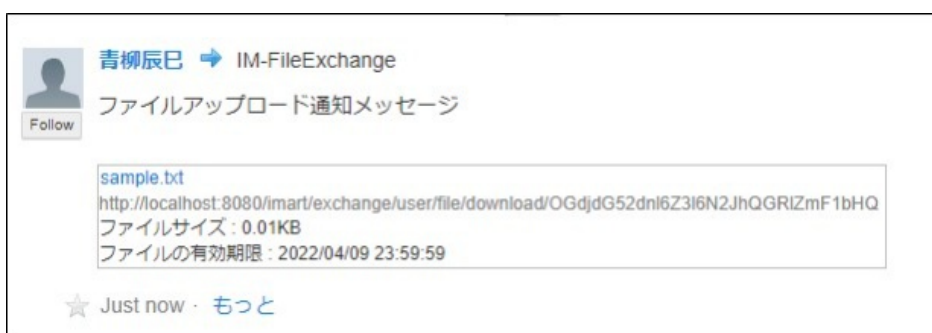 青柳辰巳 ➡ IM-FileExchange
ファイルアップロード通知メッセージ
Follow
sample.txt
http://localhost:8080/imart/exchange/user/file/download/OGdjdG52dnl6Z3l6N2JhQGRlZmF1bHQ
ファイルサイズ : 0.01KB
ファイルの有効期限 : 2022/04/09 23:59:59
Just now · もっと